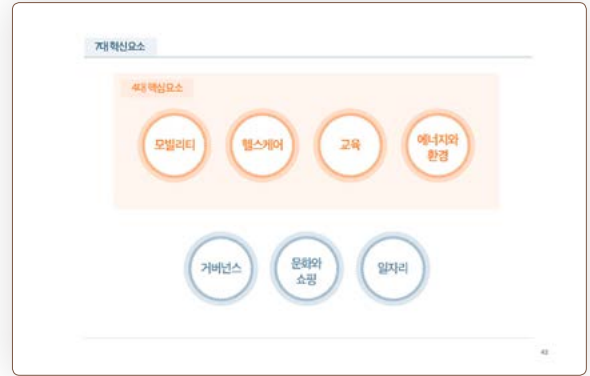 7대 혁신요소
4대 핵심요소
모빌리티
헬스케어
교육
에너지와
환경
거버넌스
문화와
쇼핑
일자리